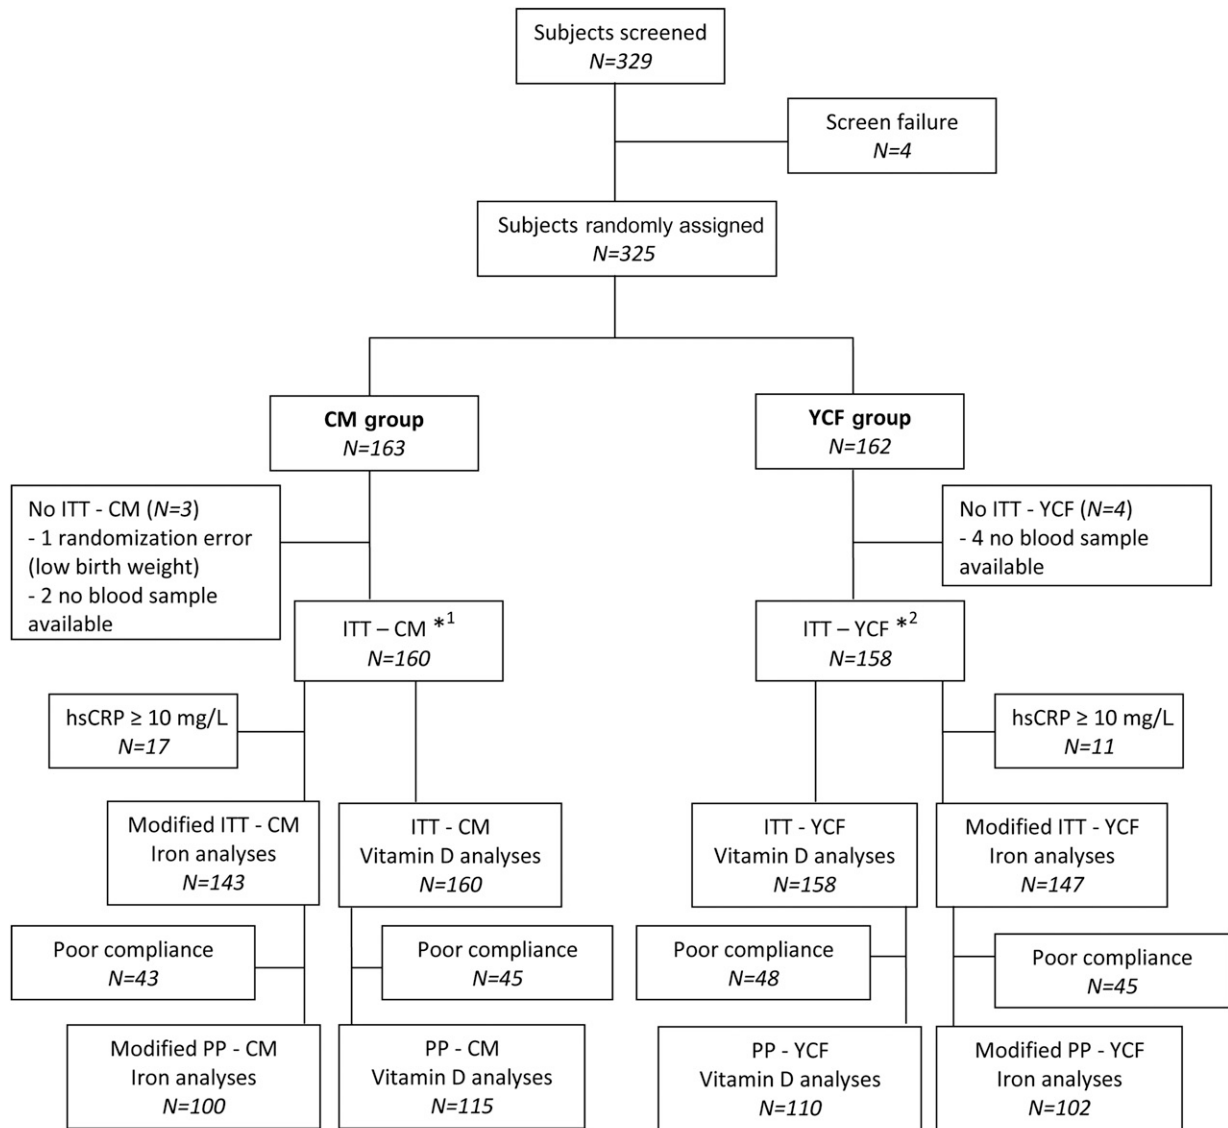 Subjects screened
N=329
Screen failure
N=4
Subjects randomly assigned
N=325
CM group
N=163
YCF group
N=162
No ITT - CM (N=3)
- 1 randomization error
(low birth weight)
- 2 no blood sample
available
No ITT - YCF (N=4)
- 4 no blood sample
available
ITT – CM *1
N=160
ITT – YCF *2
N=158
hsCRP ≥ 10 mg/L
N=17
hsCRP ≥ 10 mg/L
N=11
Modified ITT - CM
Iron analyses
N=143
ITT - CM
Vitamin D analyses
N=160
ITT - YCF
Vitamin D analyses
N=158
Modified ITT - YCF
Iron analyses
N=147
Poor compliance
N=43
Poor compliance
N=45
Poor compliance
N=48
Poor compliance
N=45
Modified PP - CM
Iron analyses
N=100
PP - CM
Vitamin D analyses
N=115
PP - YCF
Vitamin D analyses
N=110
Modified PP - YCF
Iron analyses
N=102